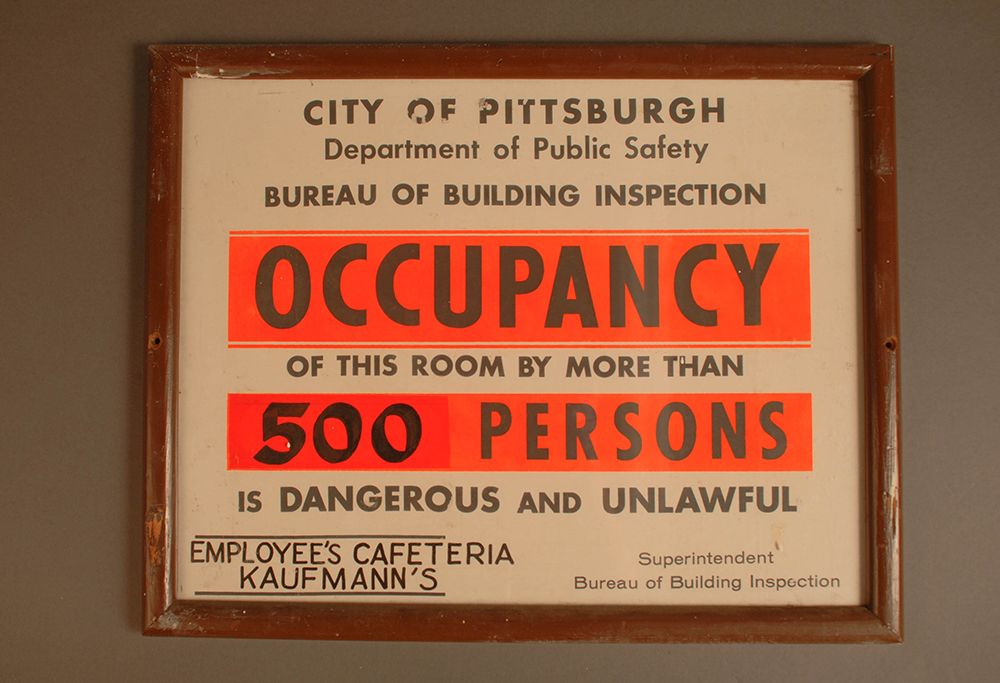 CITY OF PITTSBURGH
Department of Public Safety
BUREAU OF BUILDING INSPECTION
OCCUPANCY
OF THIS ROOM BY MORE THAN
500 PERSONS
IS DANGEROUS AND UNLAWFUL
EMPLOYEE'S CAFETERIA
KAUFMANN'S
Superintendent
Bureau of Building Inspection